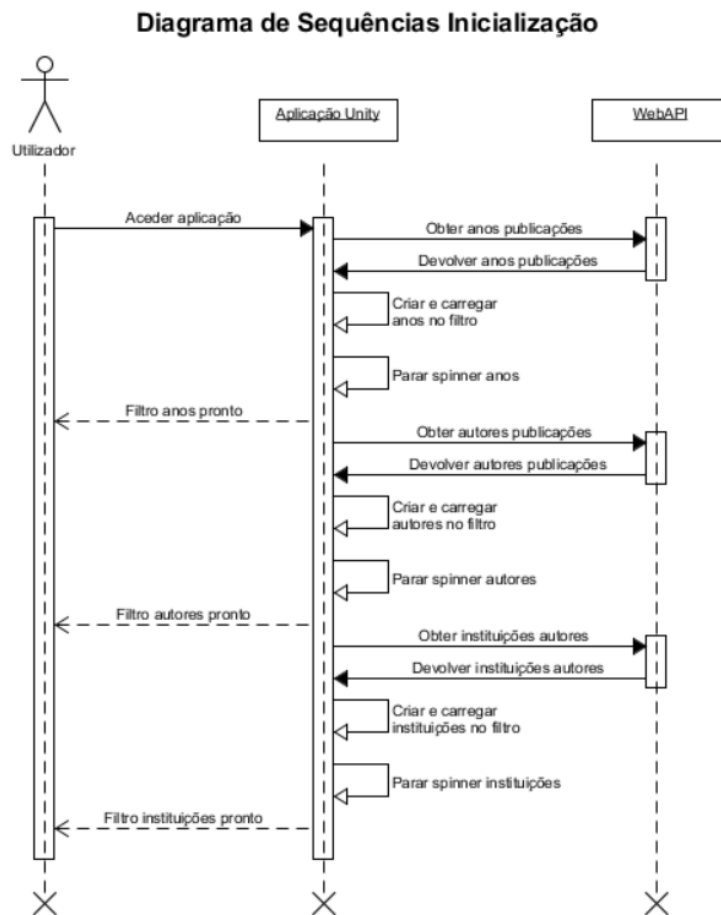 Diagrama de Sequências Inicialização
Utilizador
Aplicação Unity
WebAPI
Aceder aplicação
Obter anos publicações
Devolver anos publicações
Criar e carregar
anos no filtro
Parar spinner anos
Filtro anos pronto
Obter autores publicações
Devolver autores publicações
Criar e carregar
autores no filtro
Parar spinner autores
Filtro autores pronto
Obter instituições autores
Devolver instituições autores
Criar e carregar
instituições no filtro
Parar spinner instituições
Filtro instituições pronto